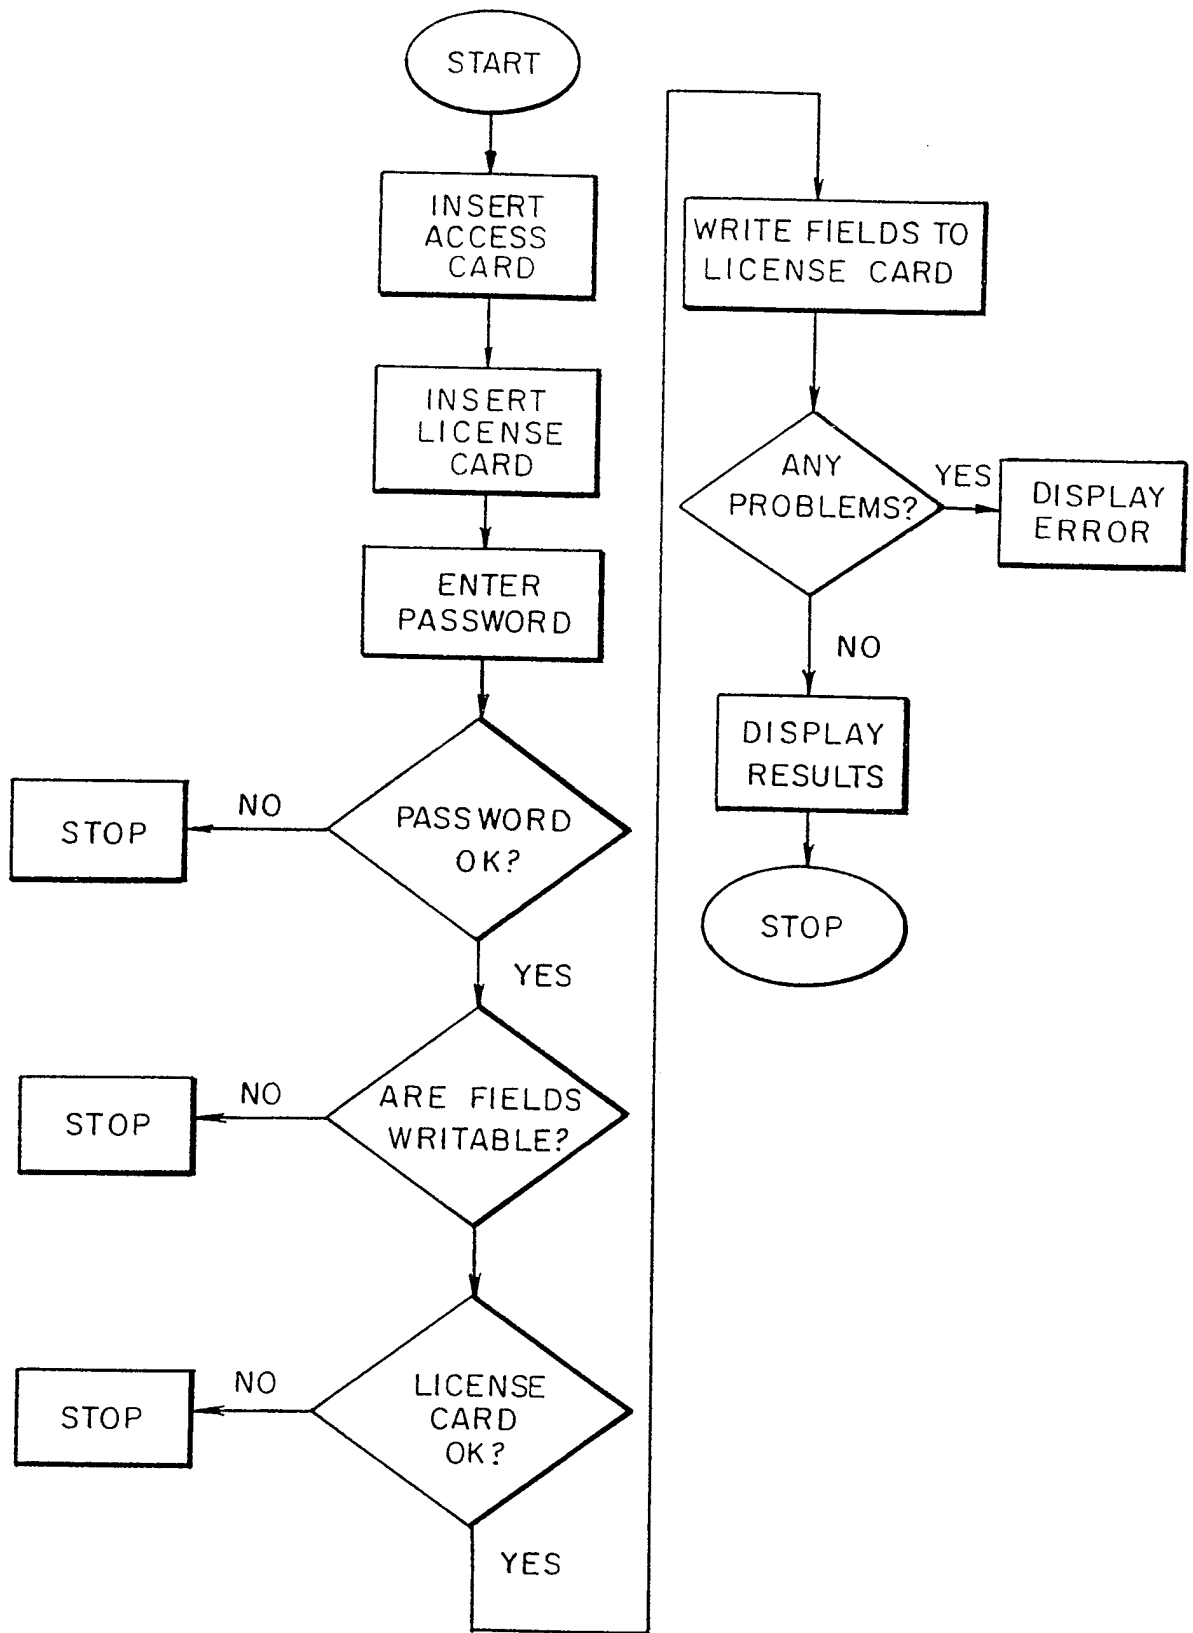 START
INSERT
ACCESS
CARD
INSERT
LICENSE
CARD
ENTER
PASSWORD
PASSWORD
OK?
NO
STOP
YES
ARE FIELDS
WRITABLE?
NO
STOP
LICENSE
CARD
OK?
NO
STOP
YES
WRITE FIELDS TO
LICENSE CARD
ANY
PROBLEMS?
YES
DISPLAY
ERROR
NO
DISPLAY
RESULTS
STOP